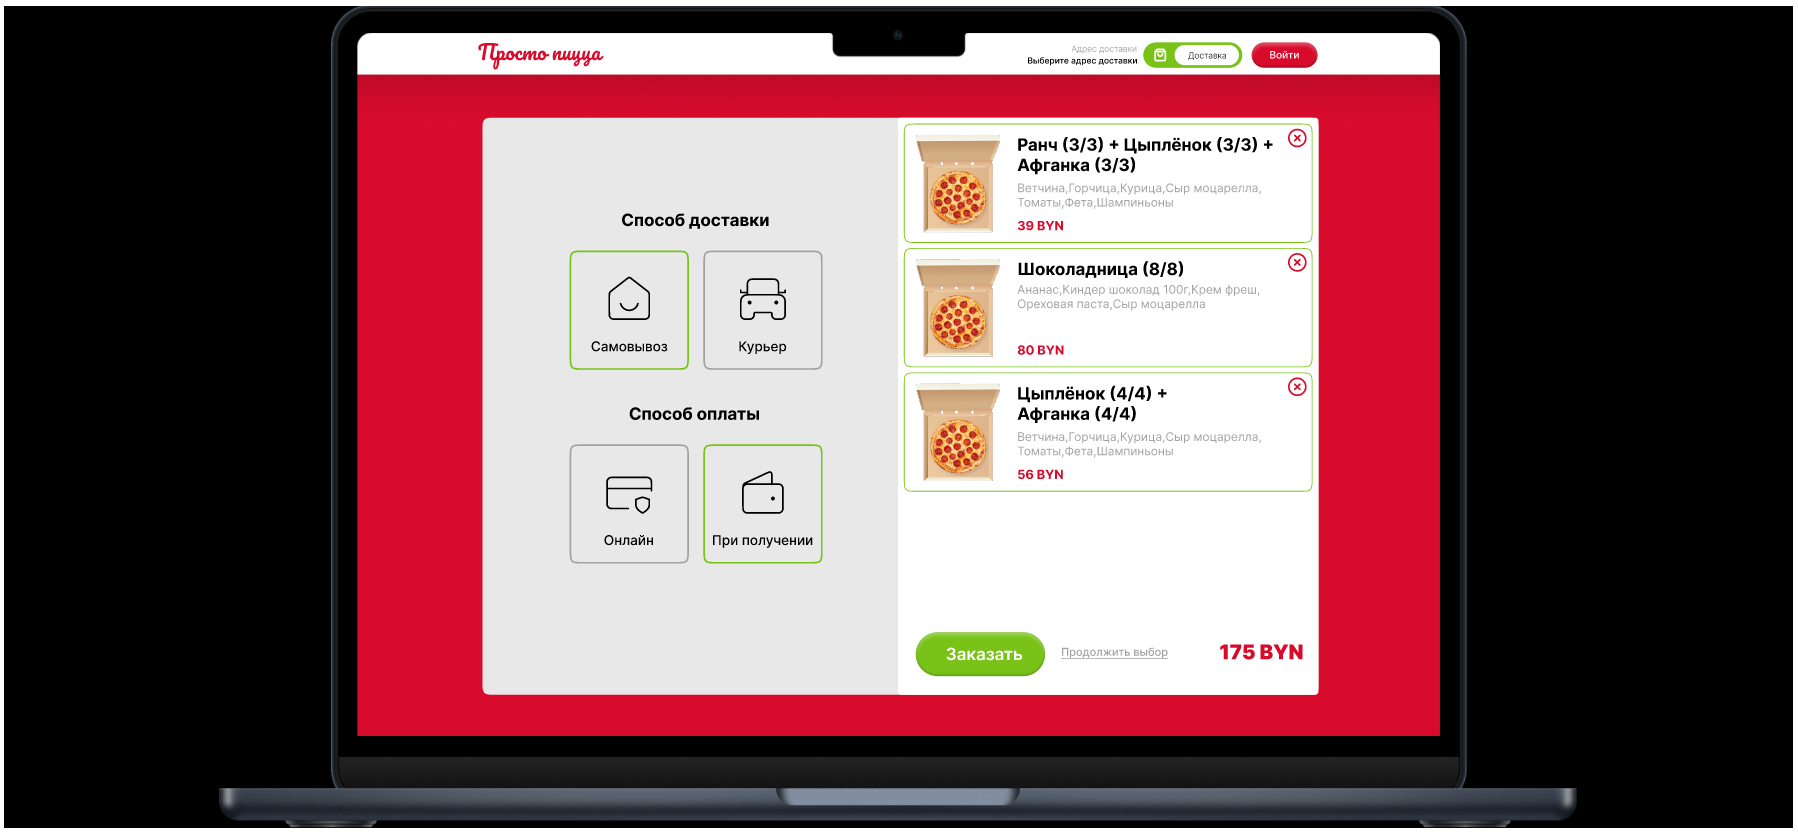 Просто пицца
Адрес доставки
Выберите адрес доставки
Доставка
Войти
Способ доставки
Самовывоз
Курьер
Способ оплаты
Онлайн
При получении
Ранч (3/3) + Цыплёнок (3/3) +
Афганка (3/3)
Ветчина,Горчица,Курица,Сыр моцарелла,
Томаты,Фета,Шампиньоны
39 BYN
Шоколадница (8/8)
Ананас,Киндер шоколад 100г,Крем фреш,
Ореховая паста,Сыр моцарелла
80 BYN
Цыплёнок (4/4) +
Афганка (4/4)
Ветчина,Горчица,Курица,Сыр моцарелла,
Томаты,Фета,Шампиньоны
56 BYN
Заказать
Продолжить выбор
175 BYN